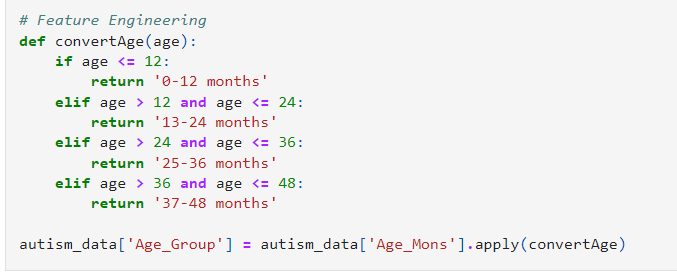 # Feature Engineering
def convertAge(age):
    if age <= 12:
        return '0-12 months'
    elif age > 12 and age <= 24:
        return '13-24 months'
    elif age > 24 and age <= 36:
        return '25-36 months'
    elif age > 36 and age <= 48:
        return '37-48 months'

autism_data['Age_Group'] = autism_data['Age_Mons'].apply(convertAge)